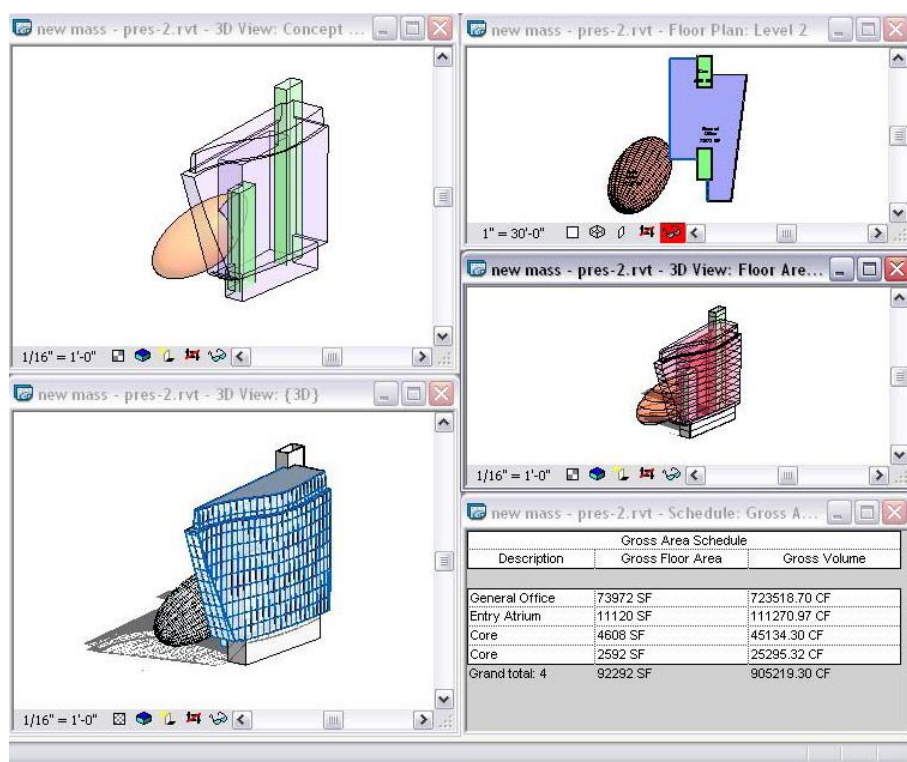 new mass - pres-2.rvt - 3D View: Concept ...
1/16" = 1'-0"
new mass - pres-2.rvt - Floor Plan: Level 2
General
Office
73972 SF
1" = 30'-0"
new mass - pres-2.rvt - 3D View: Floor Are...
1/16" = 1'-0"
new mass - pres-2.rvt - 3D View: {3D}
1/16" = 1'-0"
new mass - pres-2.rvt - Schedule: Gross A...
Gross Area Schedule
Description Gross Floor Area Gross Volume
General Office 73972 SF 723518.70 CF
Entry Atrium 11120 SF 111270.97 CF
Core 4608 SF 45134.30 CF
Core 2592 SF 25295.32 CF
Grand total: 4 92292 SF 905219.30 CF